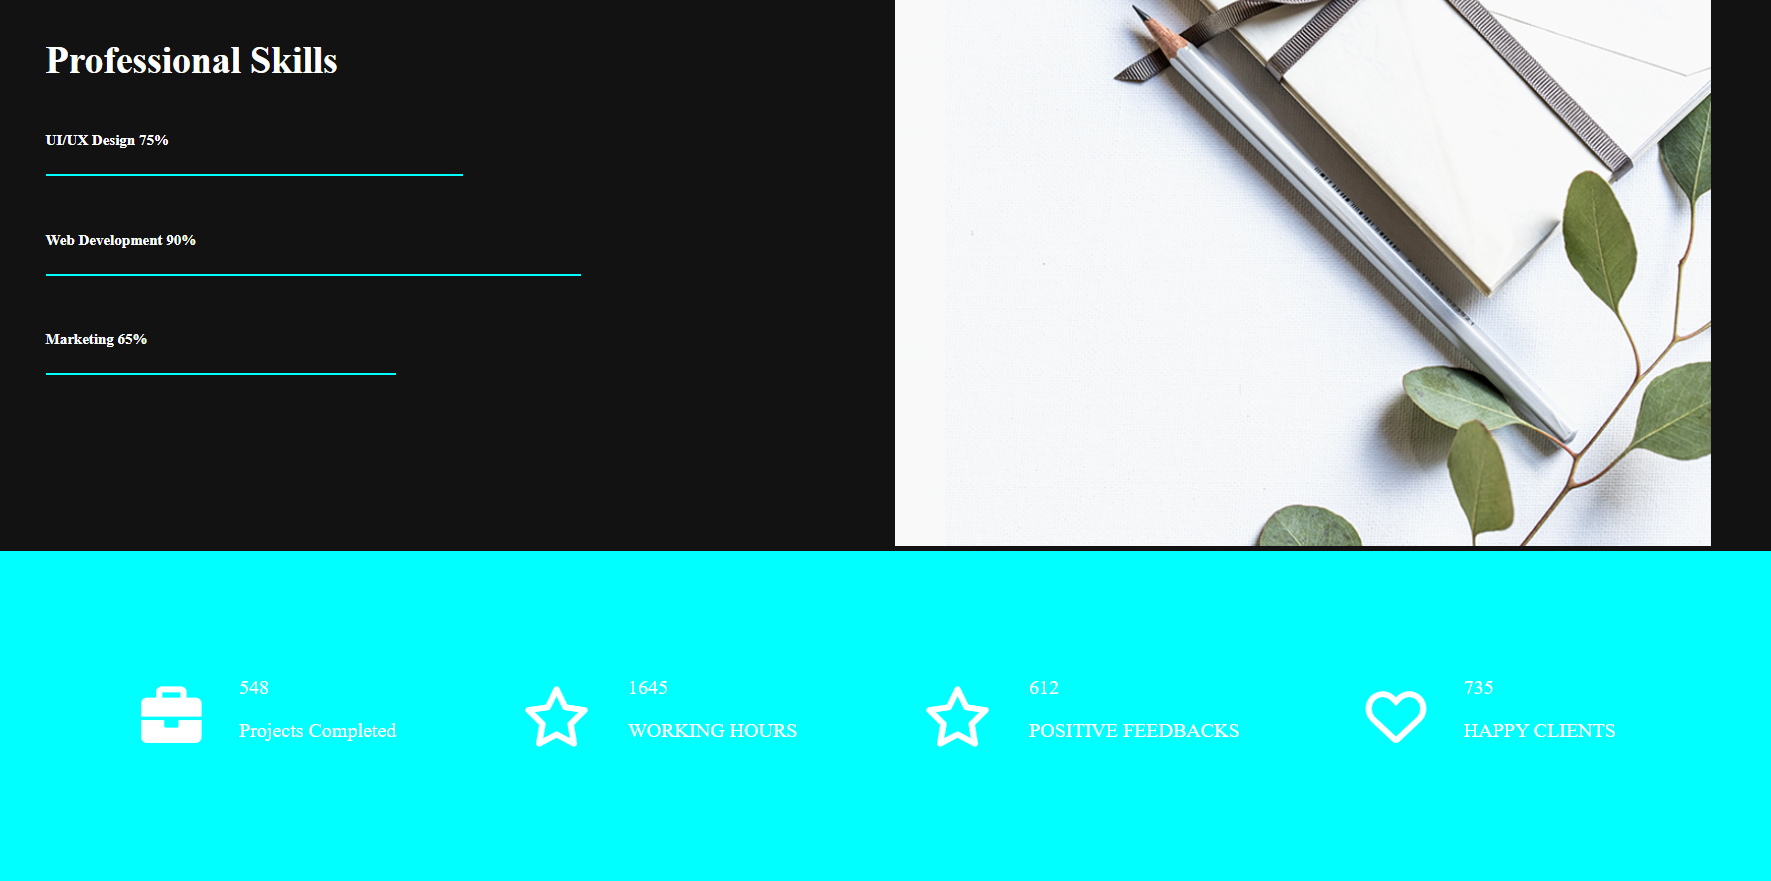 Professional Skills
UI/UX Design 75%
Web Development 90%
Marketing 65%
548
Projects Completed
1645
WORKING HOURS
612
POSITIVE FEEDBACKS
735
HAPPY CLIENTS